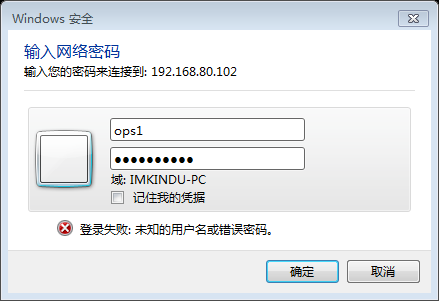 Windows 安全
输入网络密码
输入您的密码来连接到: 192.168.80.102
ops1
●●●●●●●●●●
域: IMKINDU-PC
记住我的凭据
登录失败: 未知的用户名或错误密码。
确定
取消